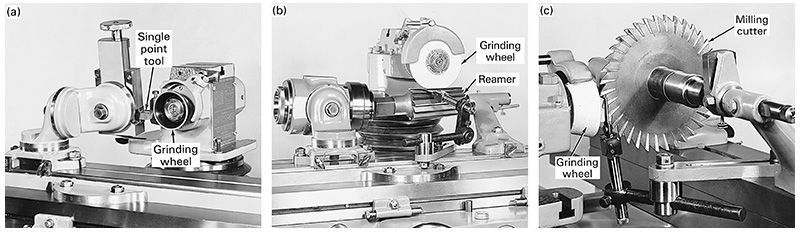 (a)
Single
point
tool
Grinding
wheel
(b)
Grinding
wheel
Reamer
(c)
Milling
cutter
Grinding
wheel